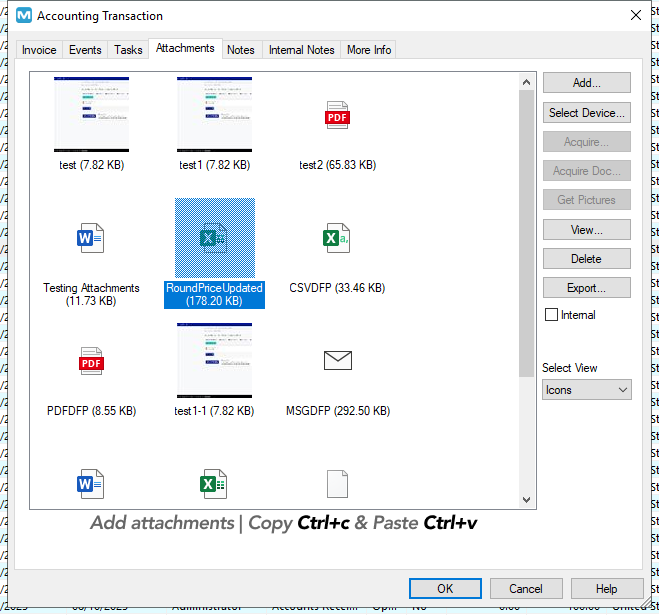 Accounting Transaction
Invoice Events Tasks Attachments Notes Internal Notes More Info
test (7.82 KB) test1 (7.82 KB) test2 (65.83 KB)
Testing Attachments
(11.73 KB)
RoundPriceUpdated
(178.20 KB)
CSVDFP (33.46 KB)
PDFDFP (8.55 KB) test1-1 (7.82 KB) MSGDFP (292.50 KB)
Add...
Select Device...
Acquire...
Acquire Doc...
Get Pictures
View...
Delete
Export...
Internal
Select View
Icons
Add attachments | Copy Ctrl+c & Paste Ctrl+v
OK Cancel Help